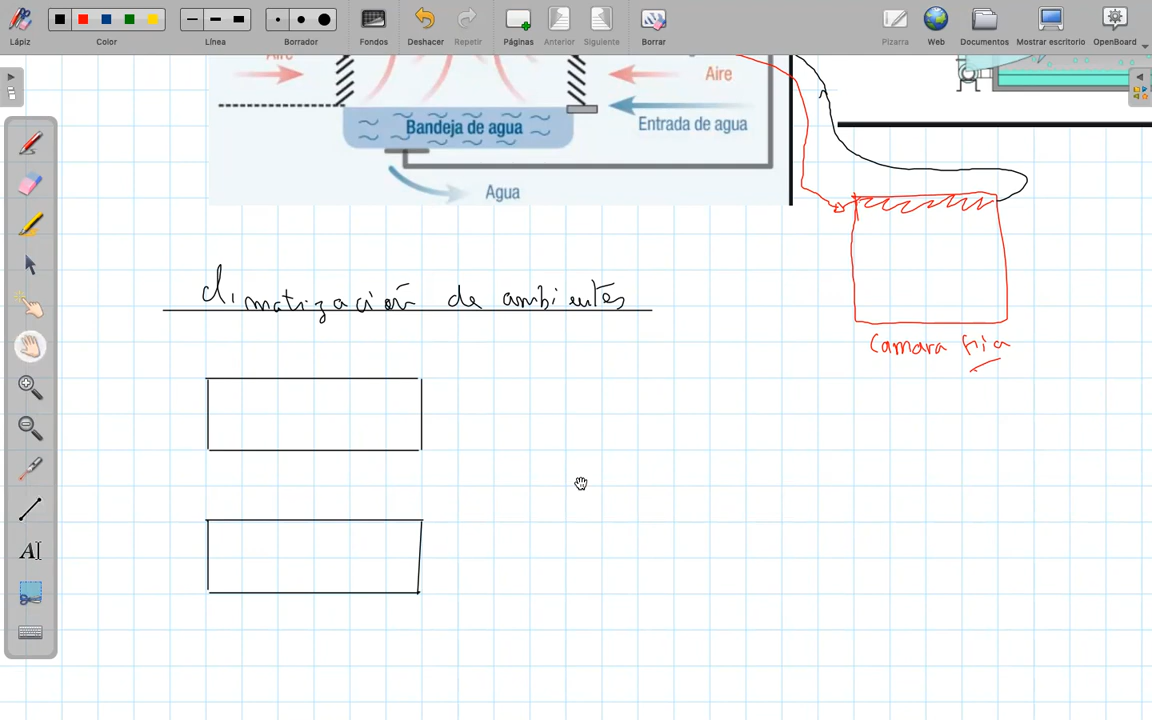 Lápiz
Color
Línea
Borrador
Fondos
Deshacer
Repetir
Páginas
Anterior
Siguiente
Borrar
Pizarra
Web
Documentos
Mostrar escritorio
OpenBoard
Aire
Aire
Bandeja de agua
Entrada de agua
Agua
Climatización de ambientes
Camara fria
A